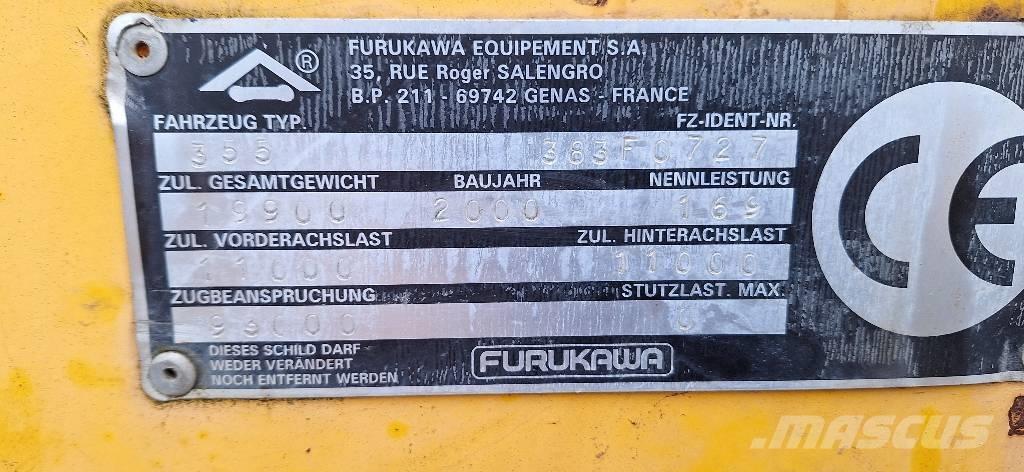 ®
FURUKAWA EQUIPEMENT S.A.
35, RUE Roger SALENGRO
B.P. 211 - 69742 GENAS - FRANCE
FAHRZEUG TYP. FZ-IDENT-NR.
355 383F0727
ZUL. GESAMTGEWICHT BAUJAHR NENNLEISTUNG
19900 2000 169
ZUL. VORDERACHSLAST ZUL. HINTERACHSLAST
11000 11000
ZUGBEANSPRUCHUNG STUTZLAST. MAX.
93000 0
DIESES SCHILD DARF
WEDER VERÄNDERT
NOCH ENTFERNT WERDEN
FURUKAWA
CE
MASCUS